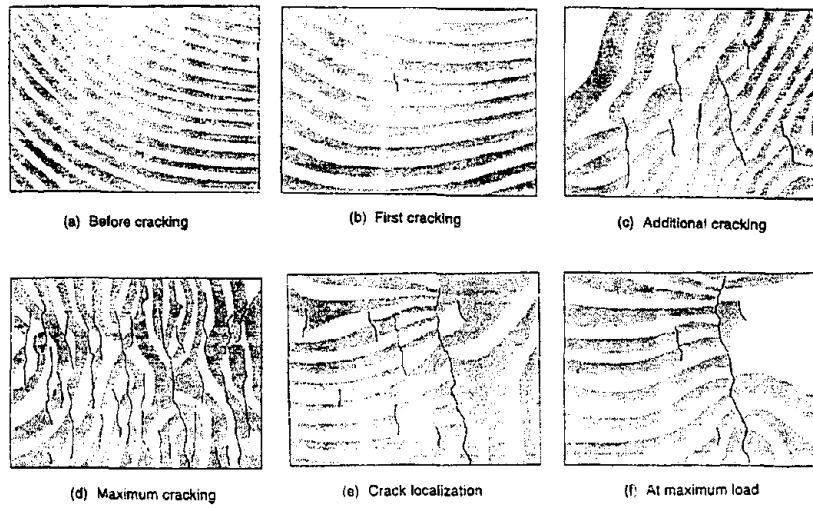 (a) Before cracking
(b) First cracking
(c) Additional cracking
(d) Maximum cracking
(e) Crack localization
(f) At maximum load